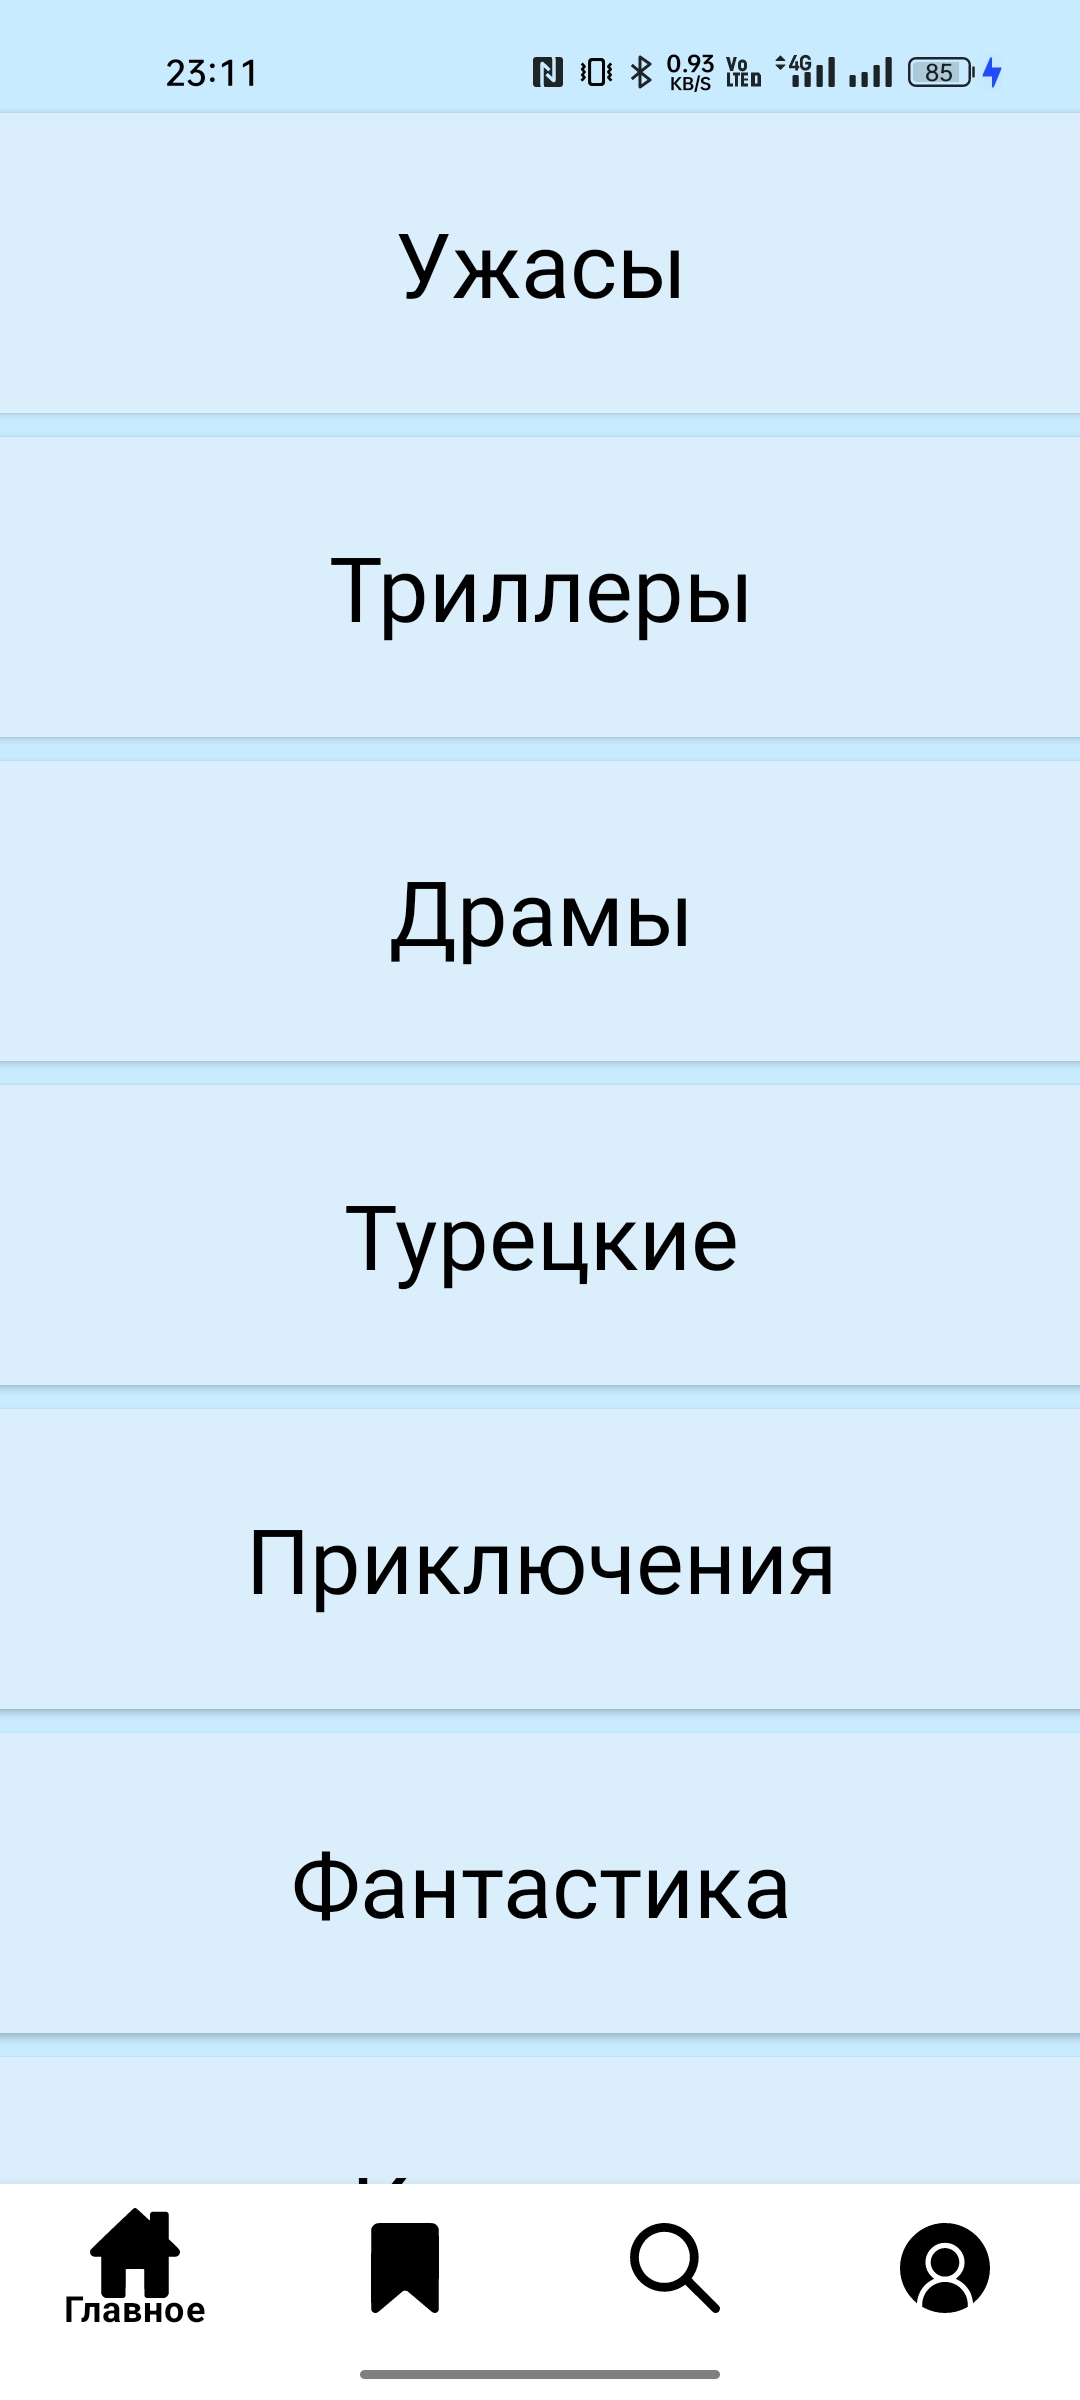 23:11 0.93 KB/S Vo LTE 4G 85
Ужасы
Триллеры
Драмы
Турецкие
Приключения
Фантастика
Главное